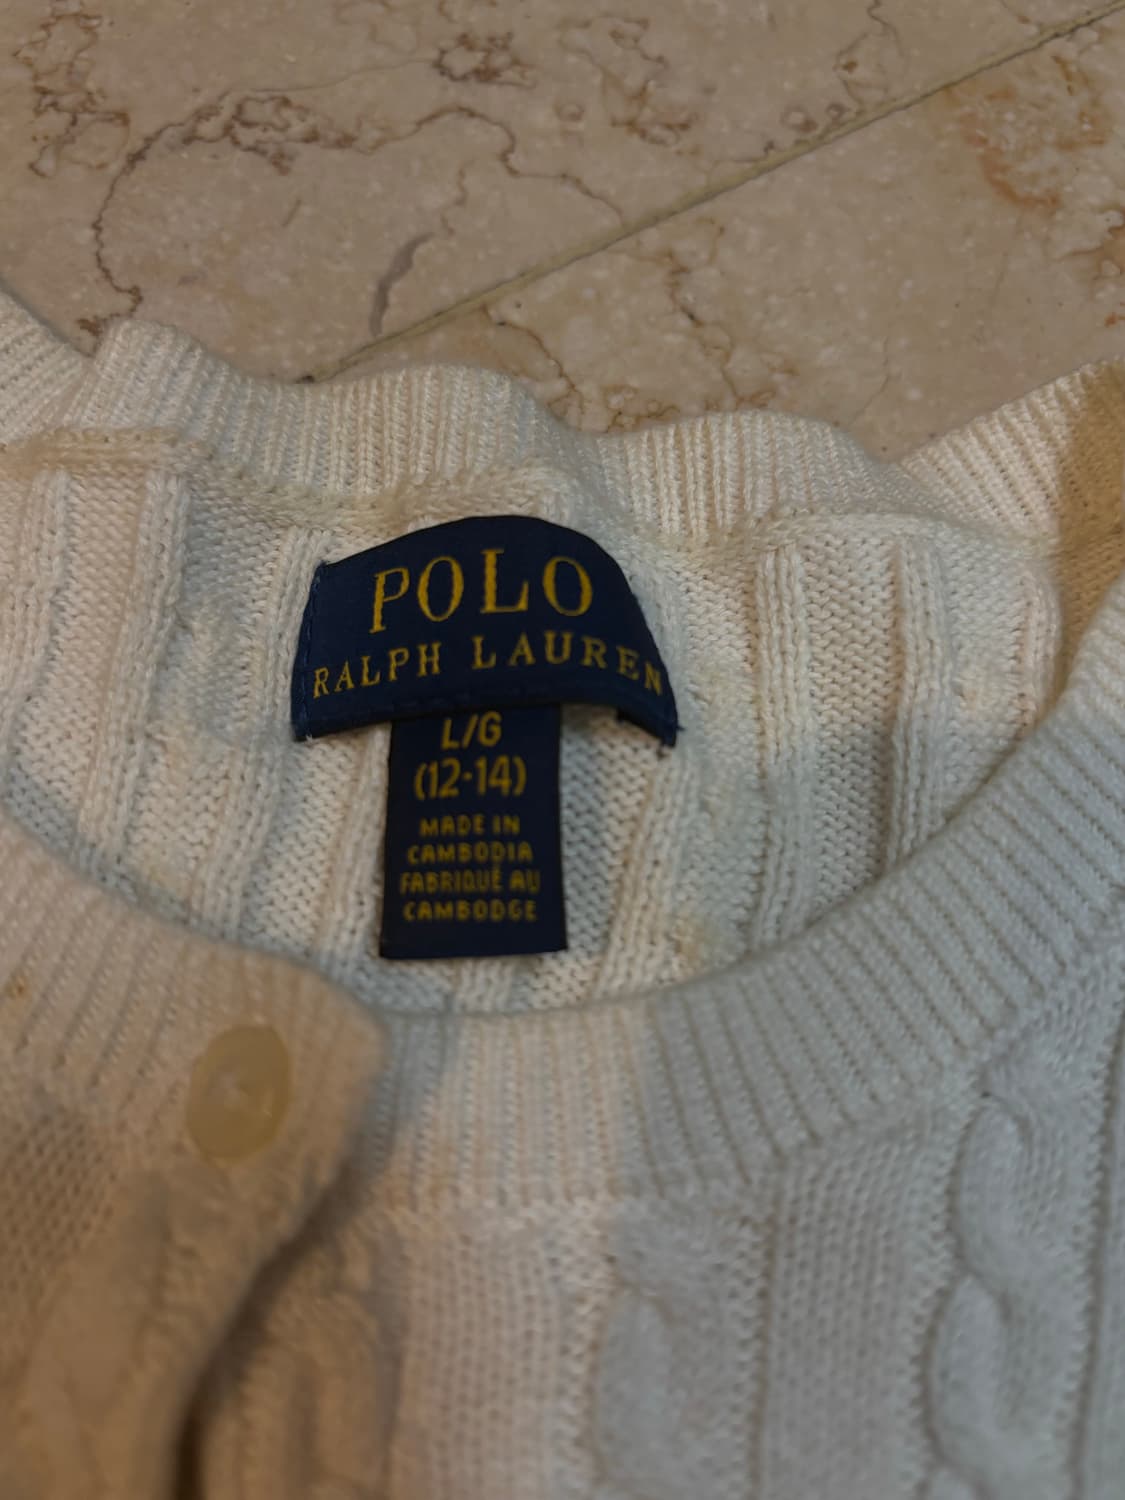 POLO
RALPH LAUREN
L/G
(12-14)
MADE IN
CAMBODIA
FABRIQUÉ AU
CAMBODGE